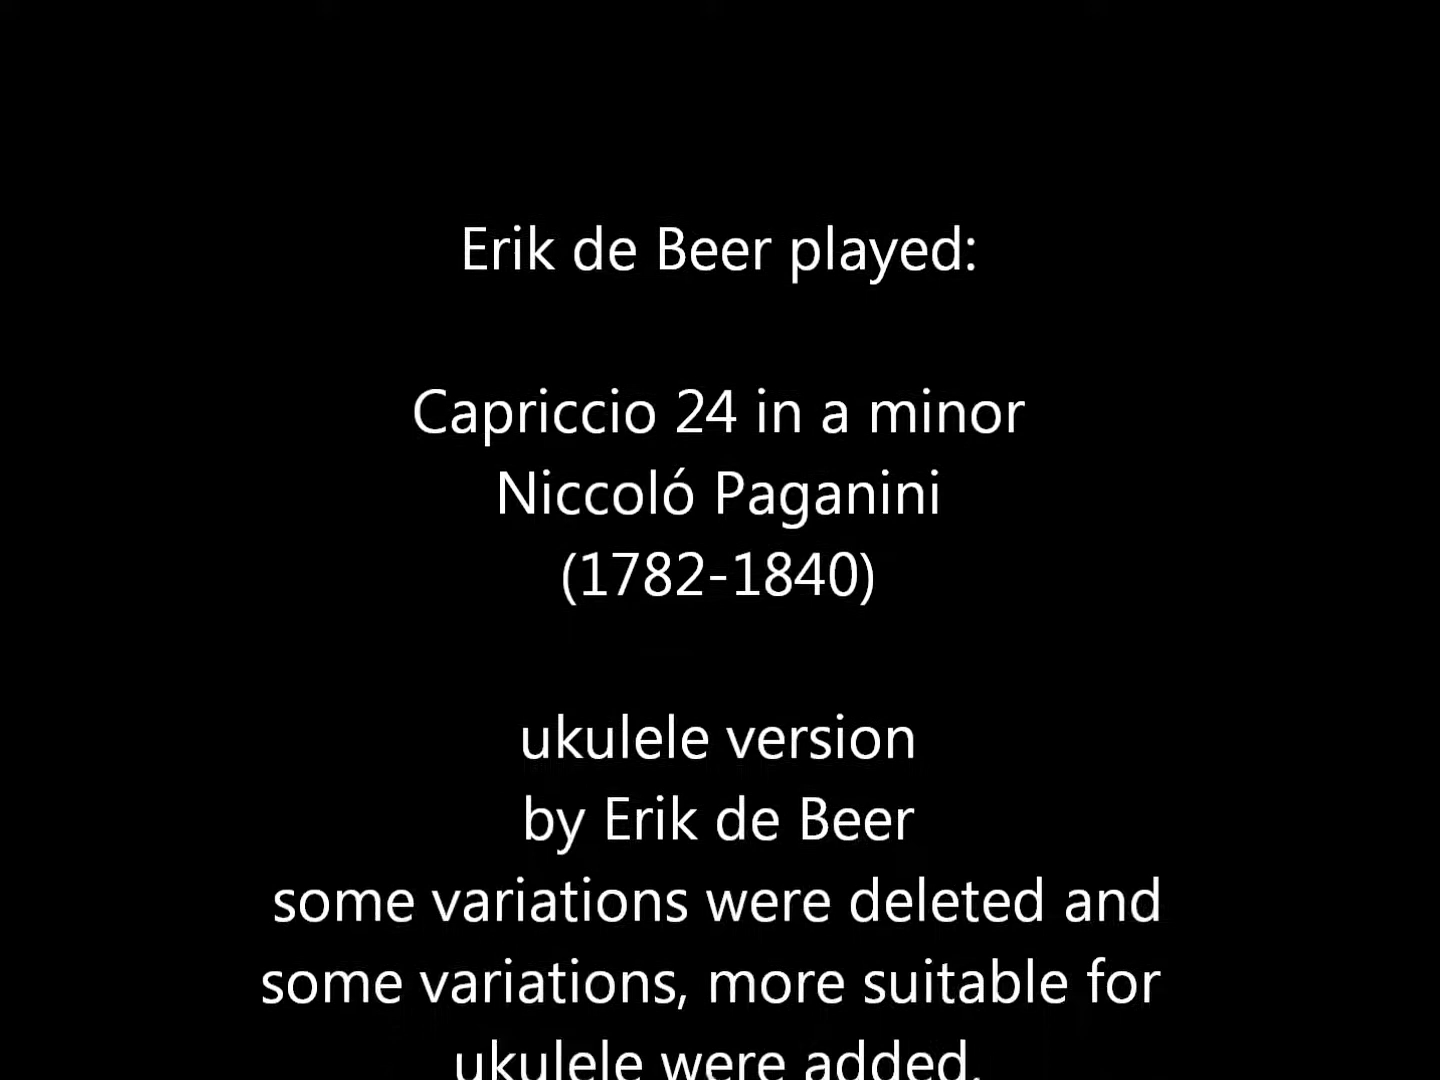 Erik de Beer played:
Capriccio 24 in a minor
Niccoló Paganini
(1782-1840)
ukulele version
by Erik de Beer
some variations were deleted and
some variations, more suitable for
ukulele were added.